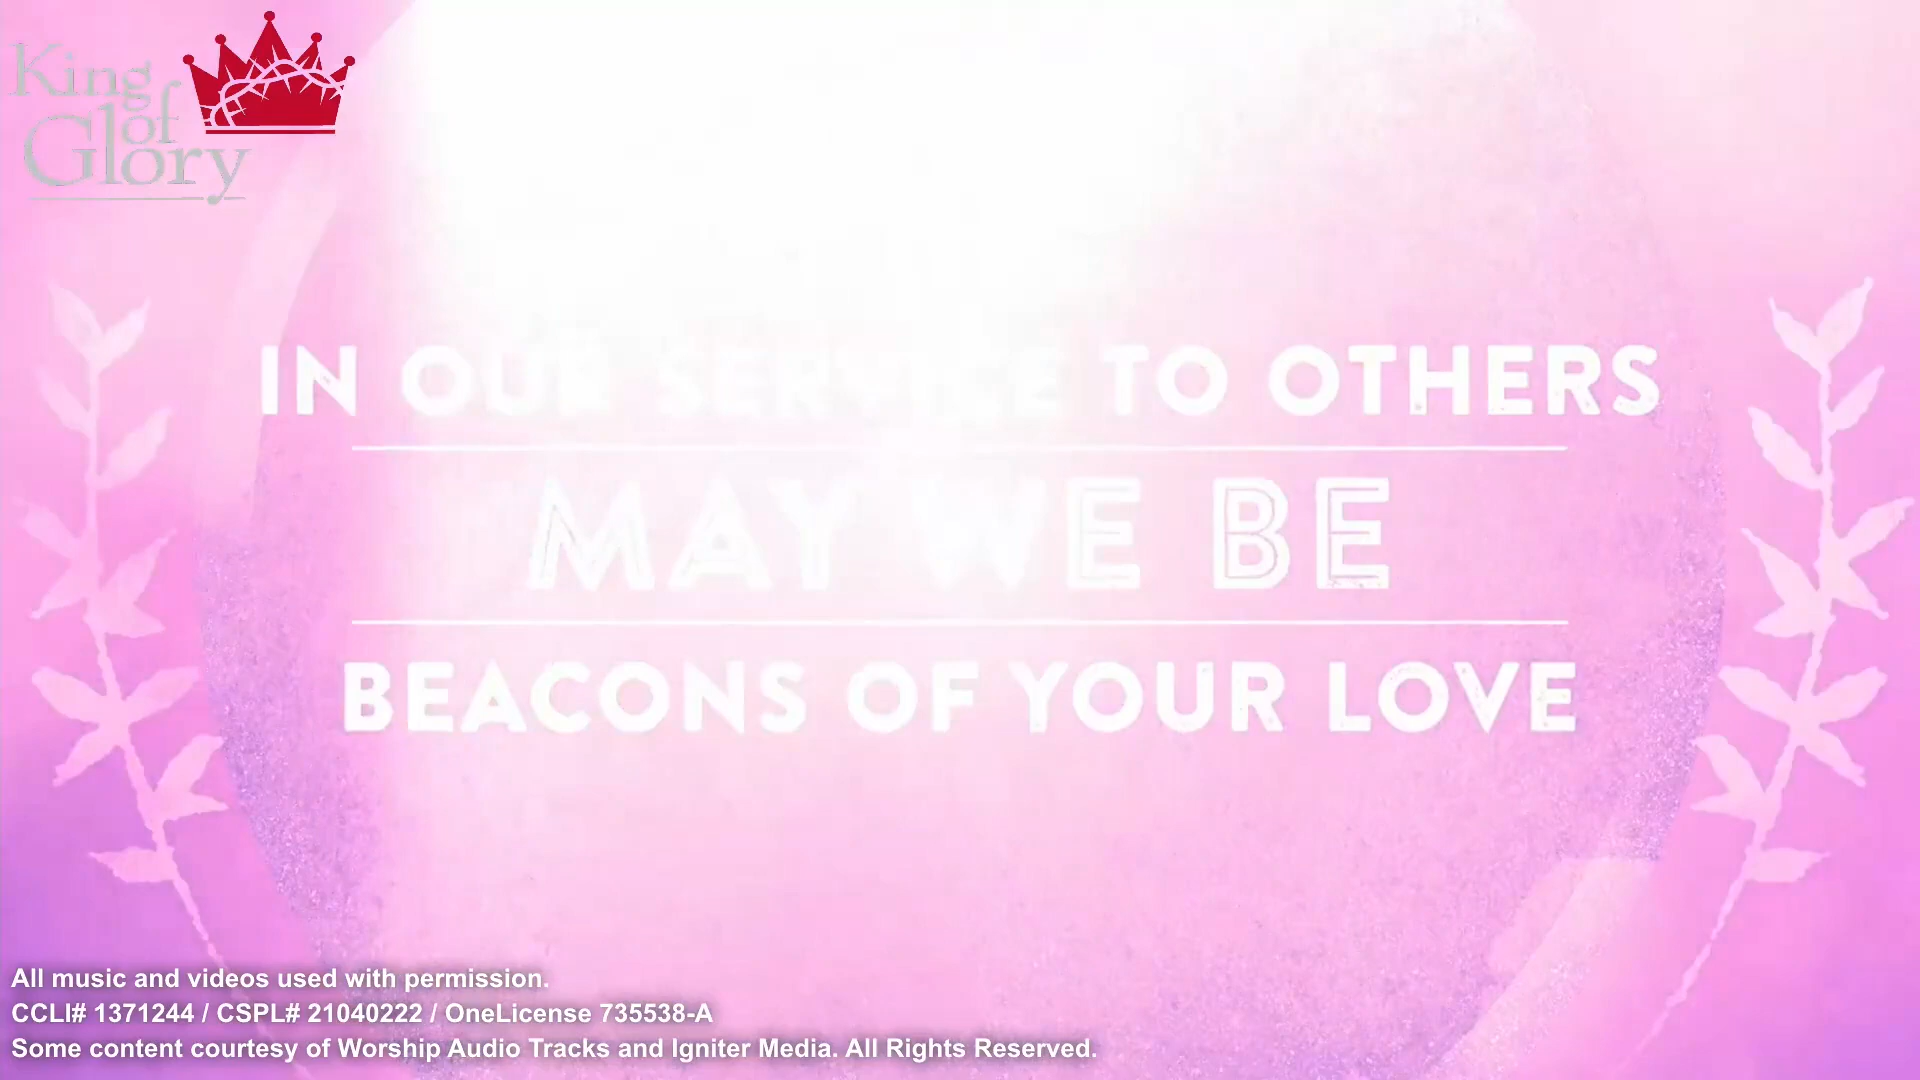 King
of
Glory
IN OUR SERVICE TO OTHERS
MAY WE BE
BEACONS OF YOUR LOVE
All music and videos used with permission.
CCLI# 1371244 / CSPL# 21040222 / OneLicense 735538-A
Some content courtesy of Worship Audio Tracks and Igniter Media. All Rights Reserved.